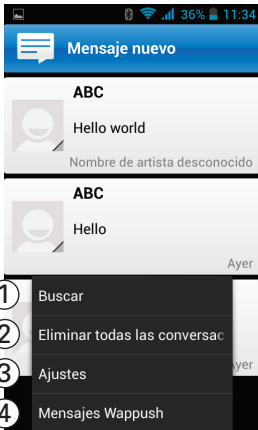 36% 11:34
Mensaje nuevo
ABC
Hello world
Nombre de artista desconocido
ABC
Hello
Ayer
1 Buscar
2 Eliminar todas las conversac
yer
3 Ajustes
4 Mensajes Wappush